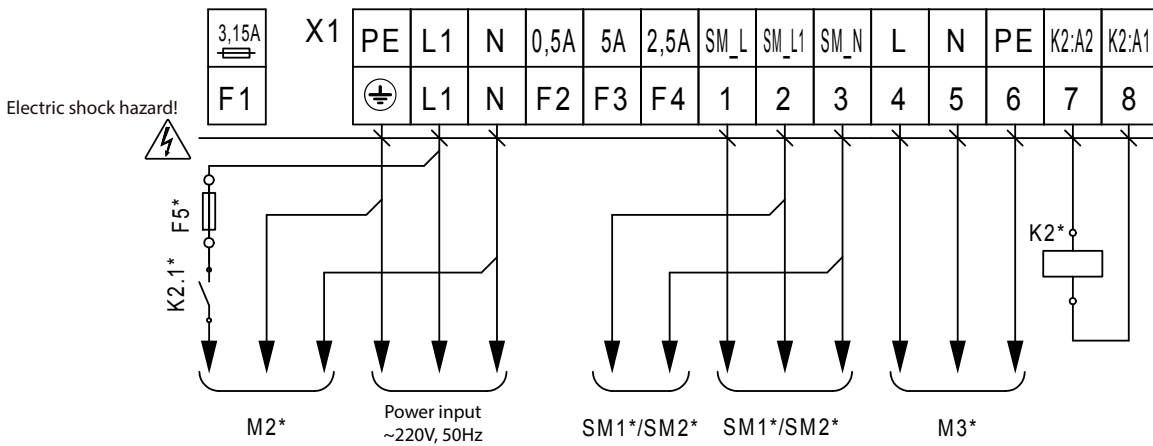 3,15A X1 PE L1 N 0,5A 5A 2,5A SM_L SM_L1 SM_N L N PE K2:A2 K2:A1
F1 L1 N F2 F3 F4 1 2 3 4 5 6 7 8
Electric shock hazard!
F5*
K2*
K2.1*
M2*
Power input
~220V, 50Hz
SM1*/SM2*
SM1*/SM2*
M3*